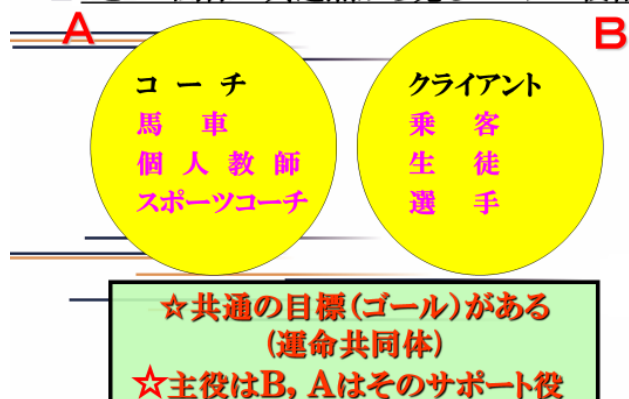 A
B
コーチ
馬車
個人教師
スポーツコーチ
クライアント
乗客
生徒
選手
☆共通の目標(ゴール)がある
(運命共同体)
☆主役はB, Aはそのサポート役